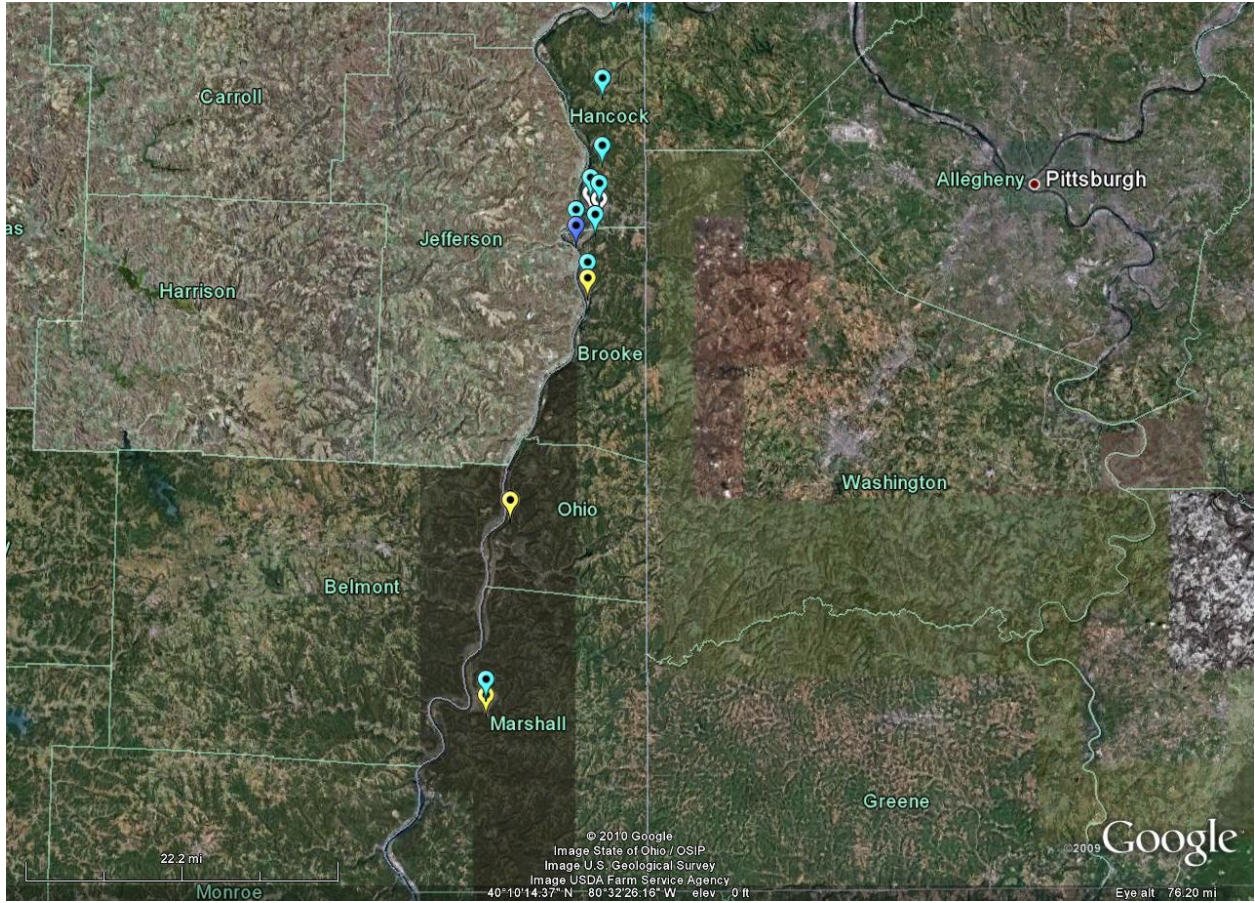 Carroll
Hancock
Allegheny
Pittsburgh
as
Jefferson
Harrison
Brooke
Washington
Ohio
Belmont
Marshall
Greene
22.2 mi
Monroe
© 2010 Google
Image State of Ohio / OSIP
Image U.S. Geological Survey
Image USDA Farm Service Agency
40°10'14.37" N 80°32'26.16" W elev 0 ft
©2009 Google
Eye alt 76.20 mi